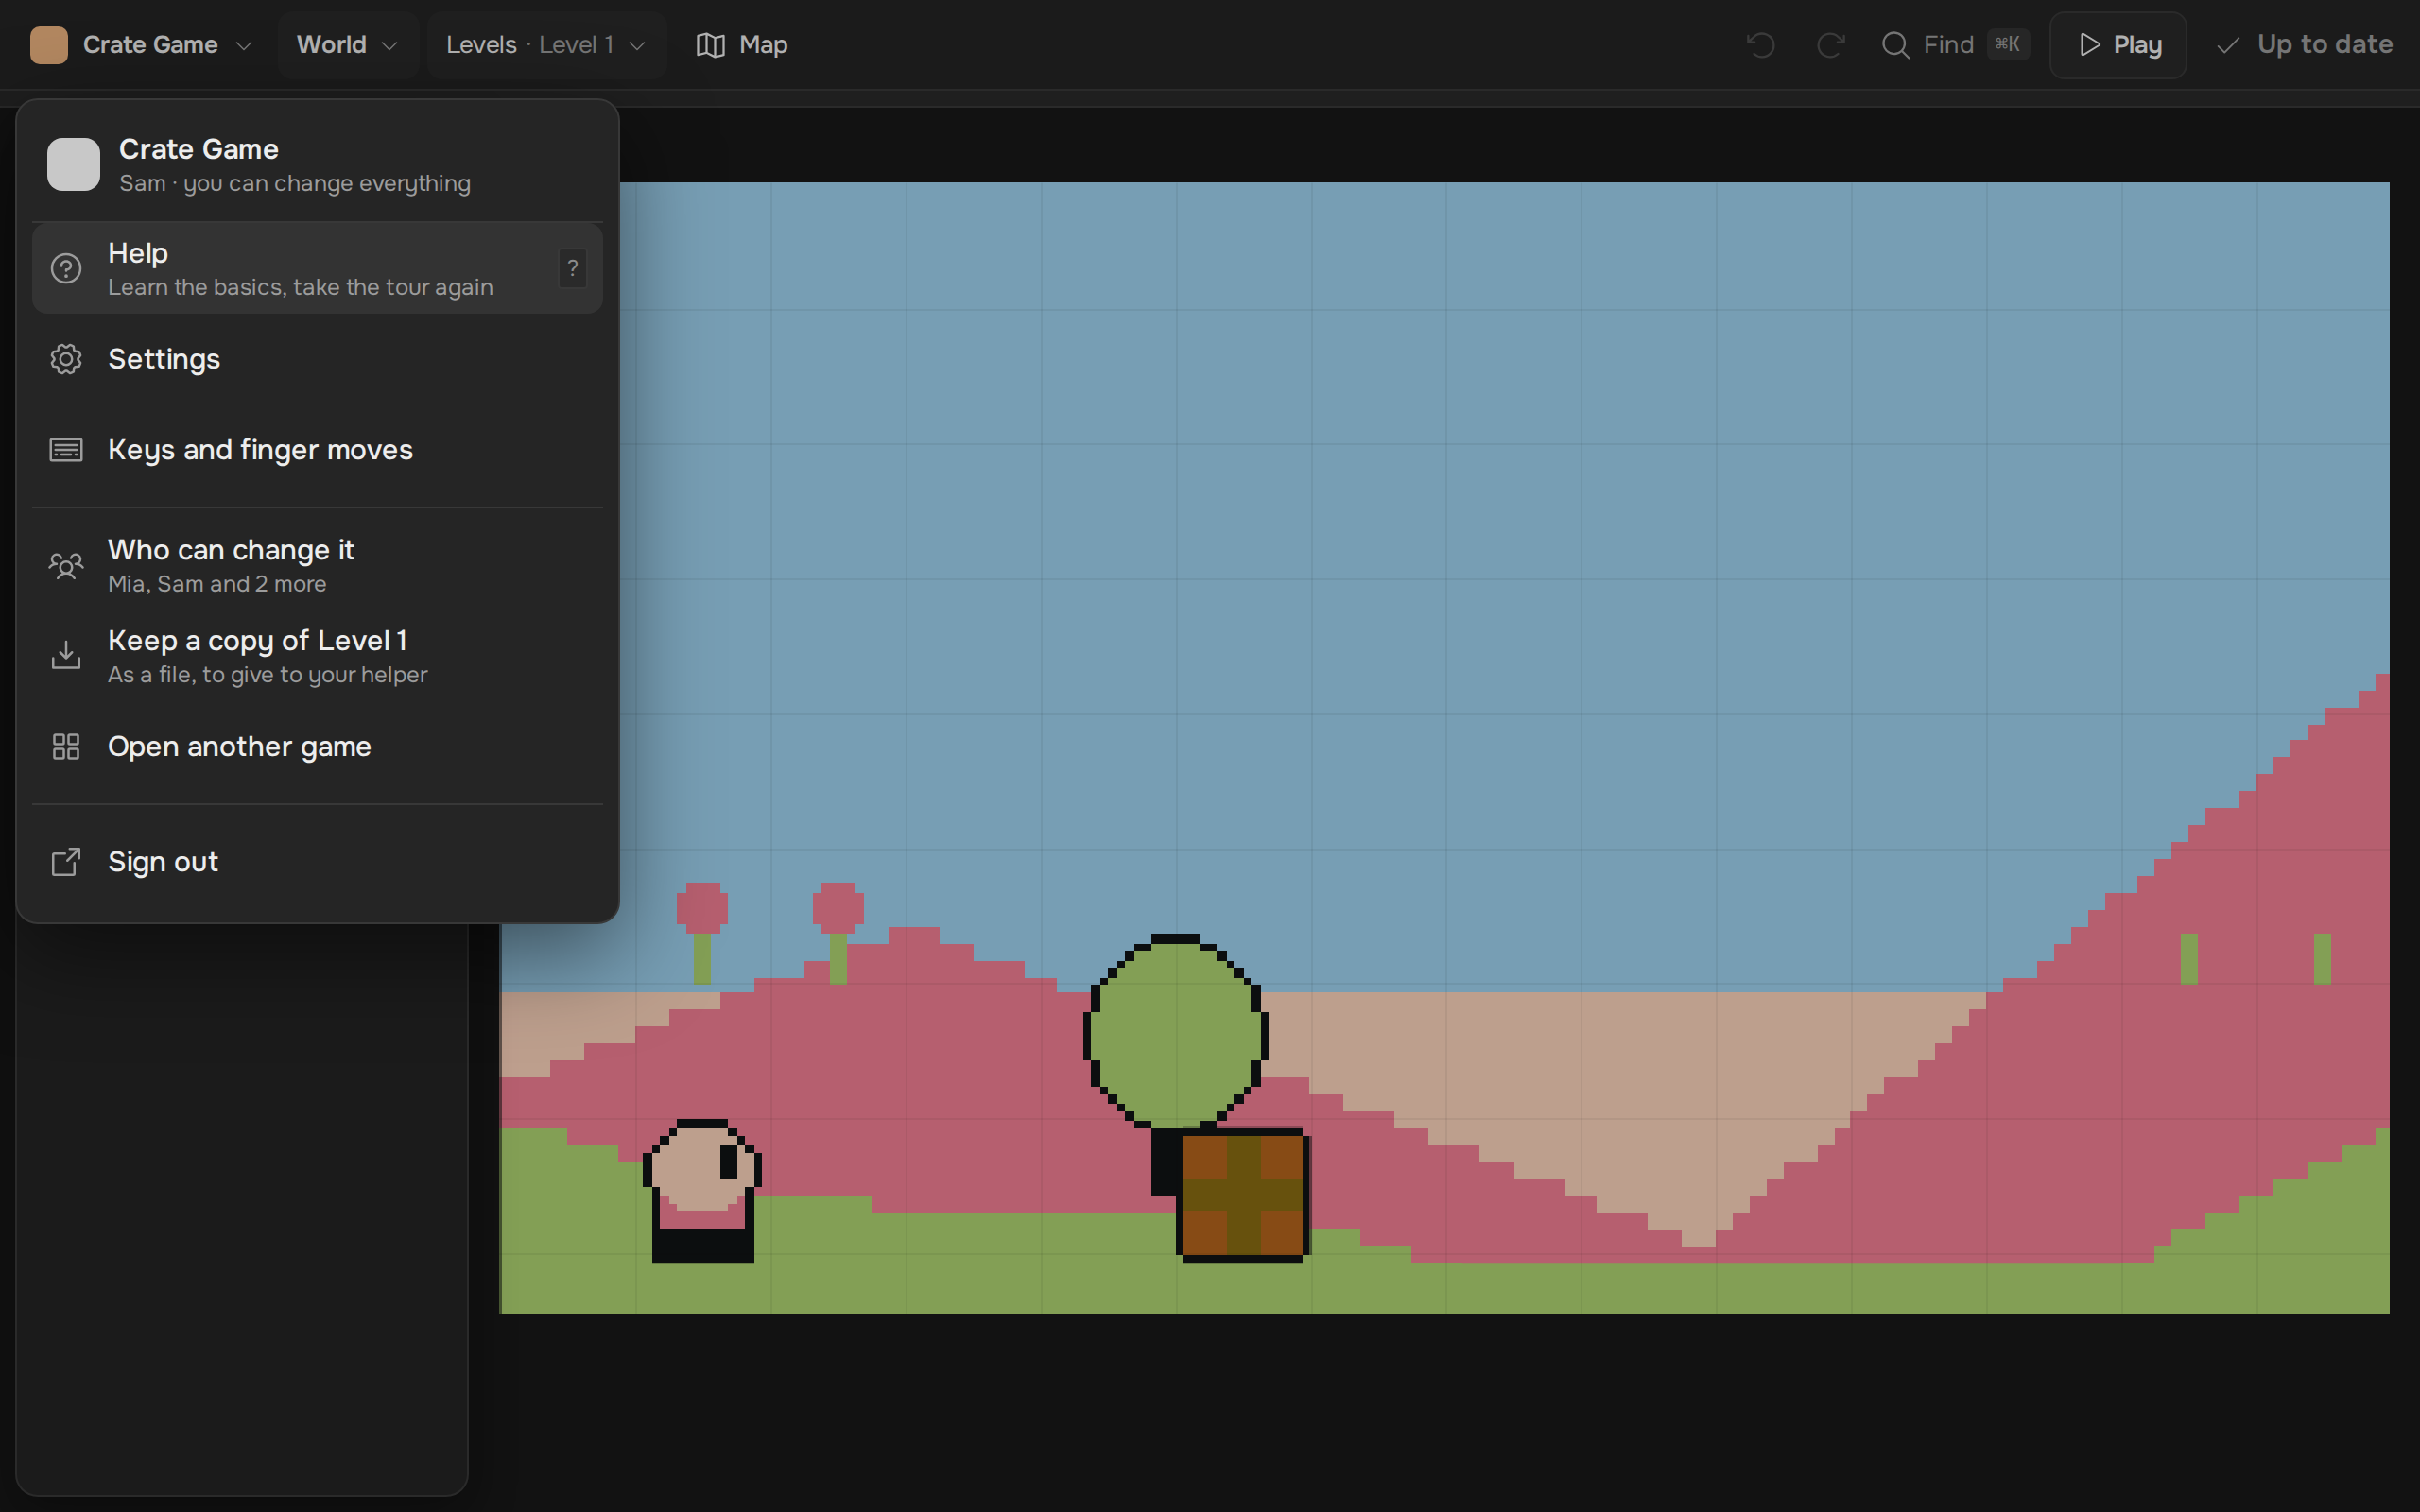 Crate Game
World
Levels · Level 1
Map
Find ⌘K
Play
Up to date
Crate Game
Sam · you can change everything
Help
Learn the basics, take the tour again
?
Settings
Keys and finger moves
Who can change it
Mia, Sam and 2 more
Keep a copy of Level 1
As a file, to give to your helper
Open another game
Sign out